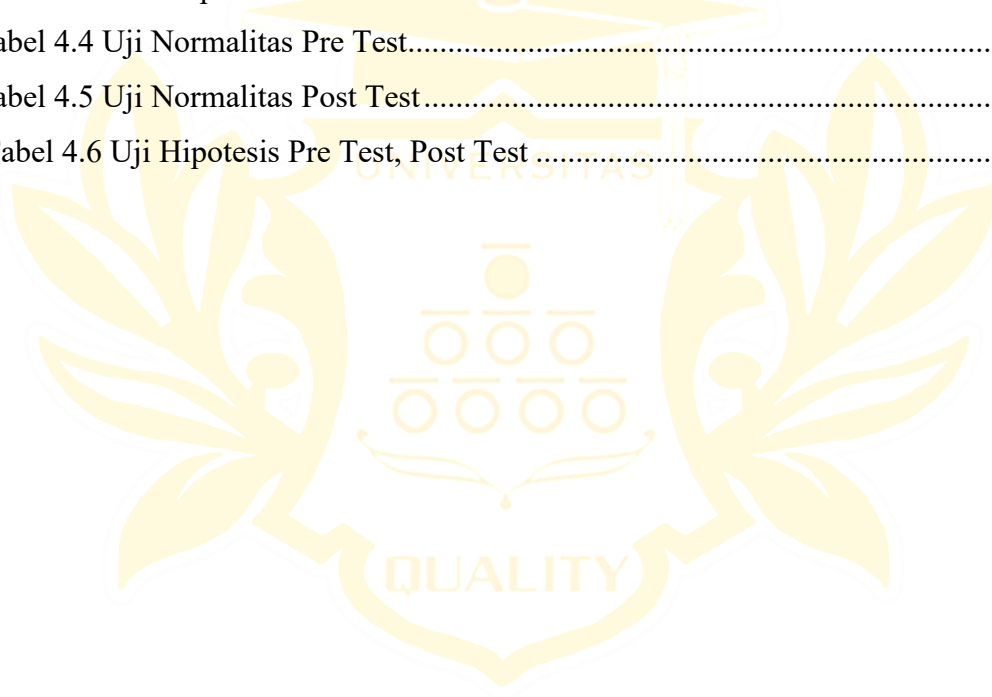 abel 4.4 Uji Normalitas Pre Test........................................................................
abel 4.5 Uji Normalitas Post Test......................................................................
Tabel 4.6 Uji Hipotesis Pre Test, Post Test ........................................................
UNIVERSITAS
QUALITY